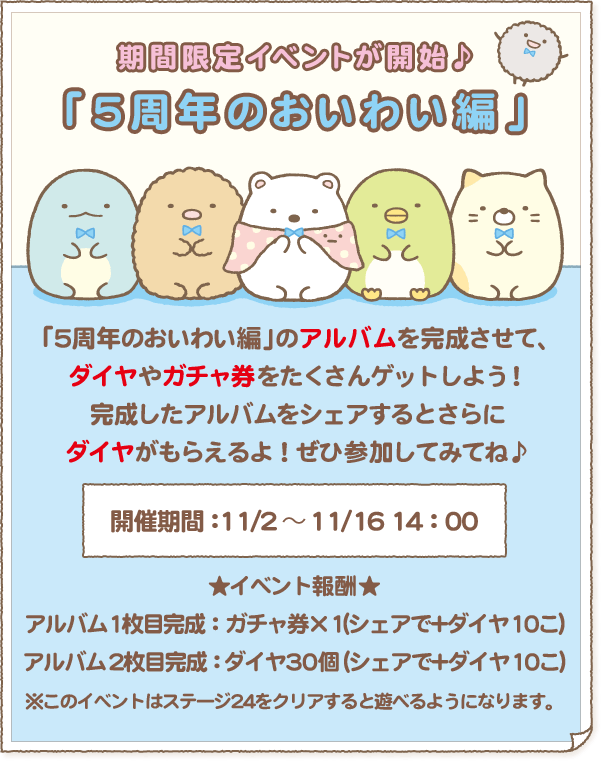 期間限定イベントが開始♪
「5周年のおいわい編」
「5周年のおいわい編」のアルバムを完成させて、
ダイヤやガチャ券をたくさんゲットしよう!
完成したアルバムをシェアするとさらに
ダイヤがもらえるよ!ぜひ参加してみてね♪
開催期間:11/2 ～ 11/16 14:00
★イベント報酬★
アルバム1枚目完成:ガチャ券×1(シェアで+ダイヤ10こ)
アルバム2枚目完成:ダイヤ30個(シェアで+ダイヤ10こ)
※このイベントはステージ24をクリアすると遊べるようになります。